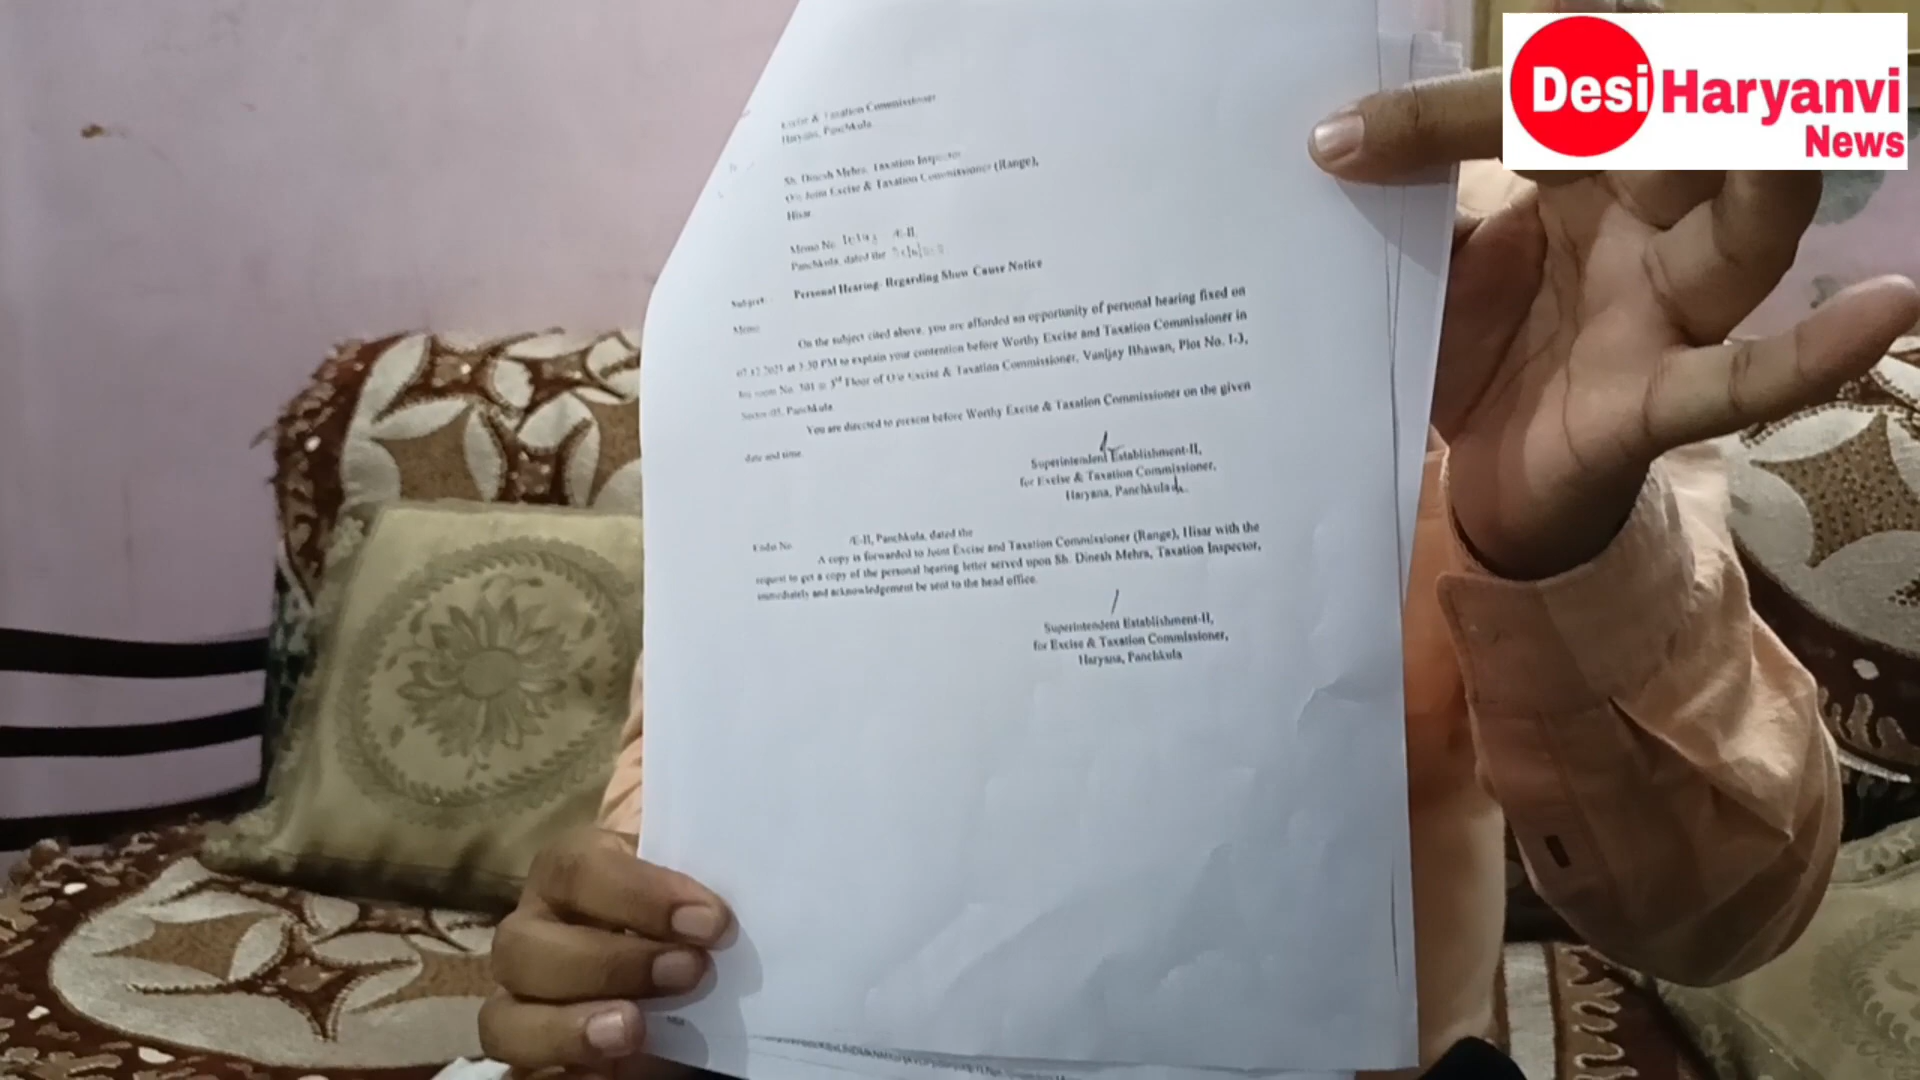 Desi Haryanvi
News
Excise & Taxation Commissioner
Haryana, Panchkula
Sh. Dinesh Mehra, Taxation Inspector
O/o Joint Excise & Taxation Commissioner (Range),
Hisar
Memo No. /E-II,
Panchkula, dated the
Subject: Personal Hearing- Regarding Show Cause Notice
Memo
On the subject cited above, you are afforded an opportunity of personal hearing fixed on
at 3:30 PM to explain your contention before Worthy Excise and Taxation Commissioner in
room No. 301 3rd Floor of O/o Excise & Taxation Commissioner, Vanijay Bhawan, Plot No. I-3,
Sector-05, Panchkula
You are directed to present before Worthy Excise & Taxation Commissioner on the given
date and time.
Superintendent Establishment-II,
for Excise & Taxation Commissioner,
Haryana, Panchkula
Endo No. /E-II, Panchkula, dated the
A copy is forwarded to Joint Excise and Taxation Commissioner (Range), Hisar with the
request to get a copy of the personal hearing letter served upon Sh. Dinesh Mehra, Taxation Inspector,
immediately and acknowledgement be sent to the head office.
Superintendent Establishment-II,
for Excise & Taxation Commissioner,
Haryana, Panchkula